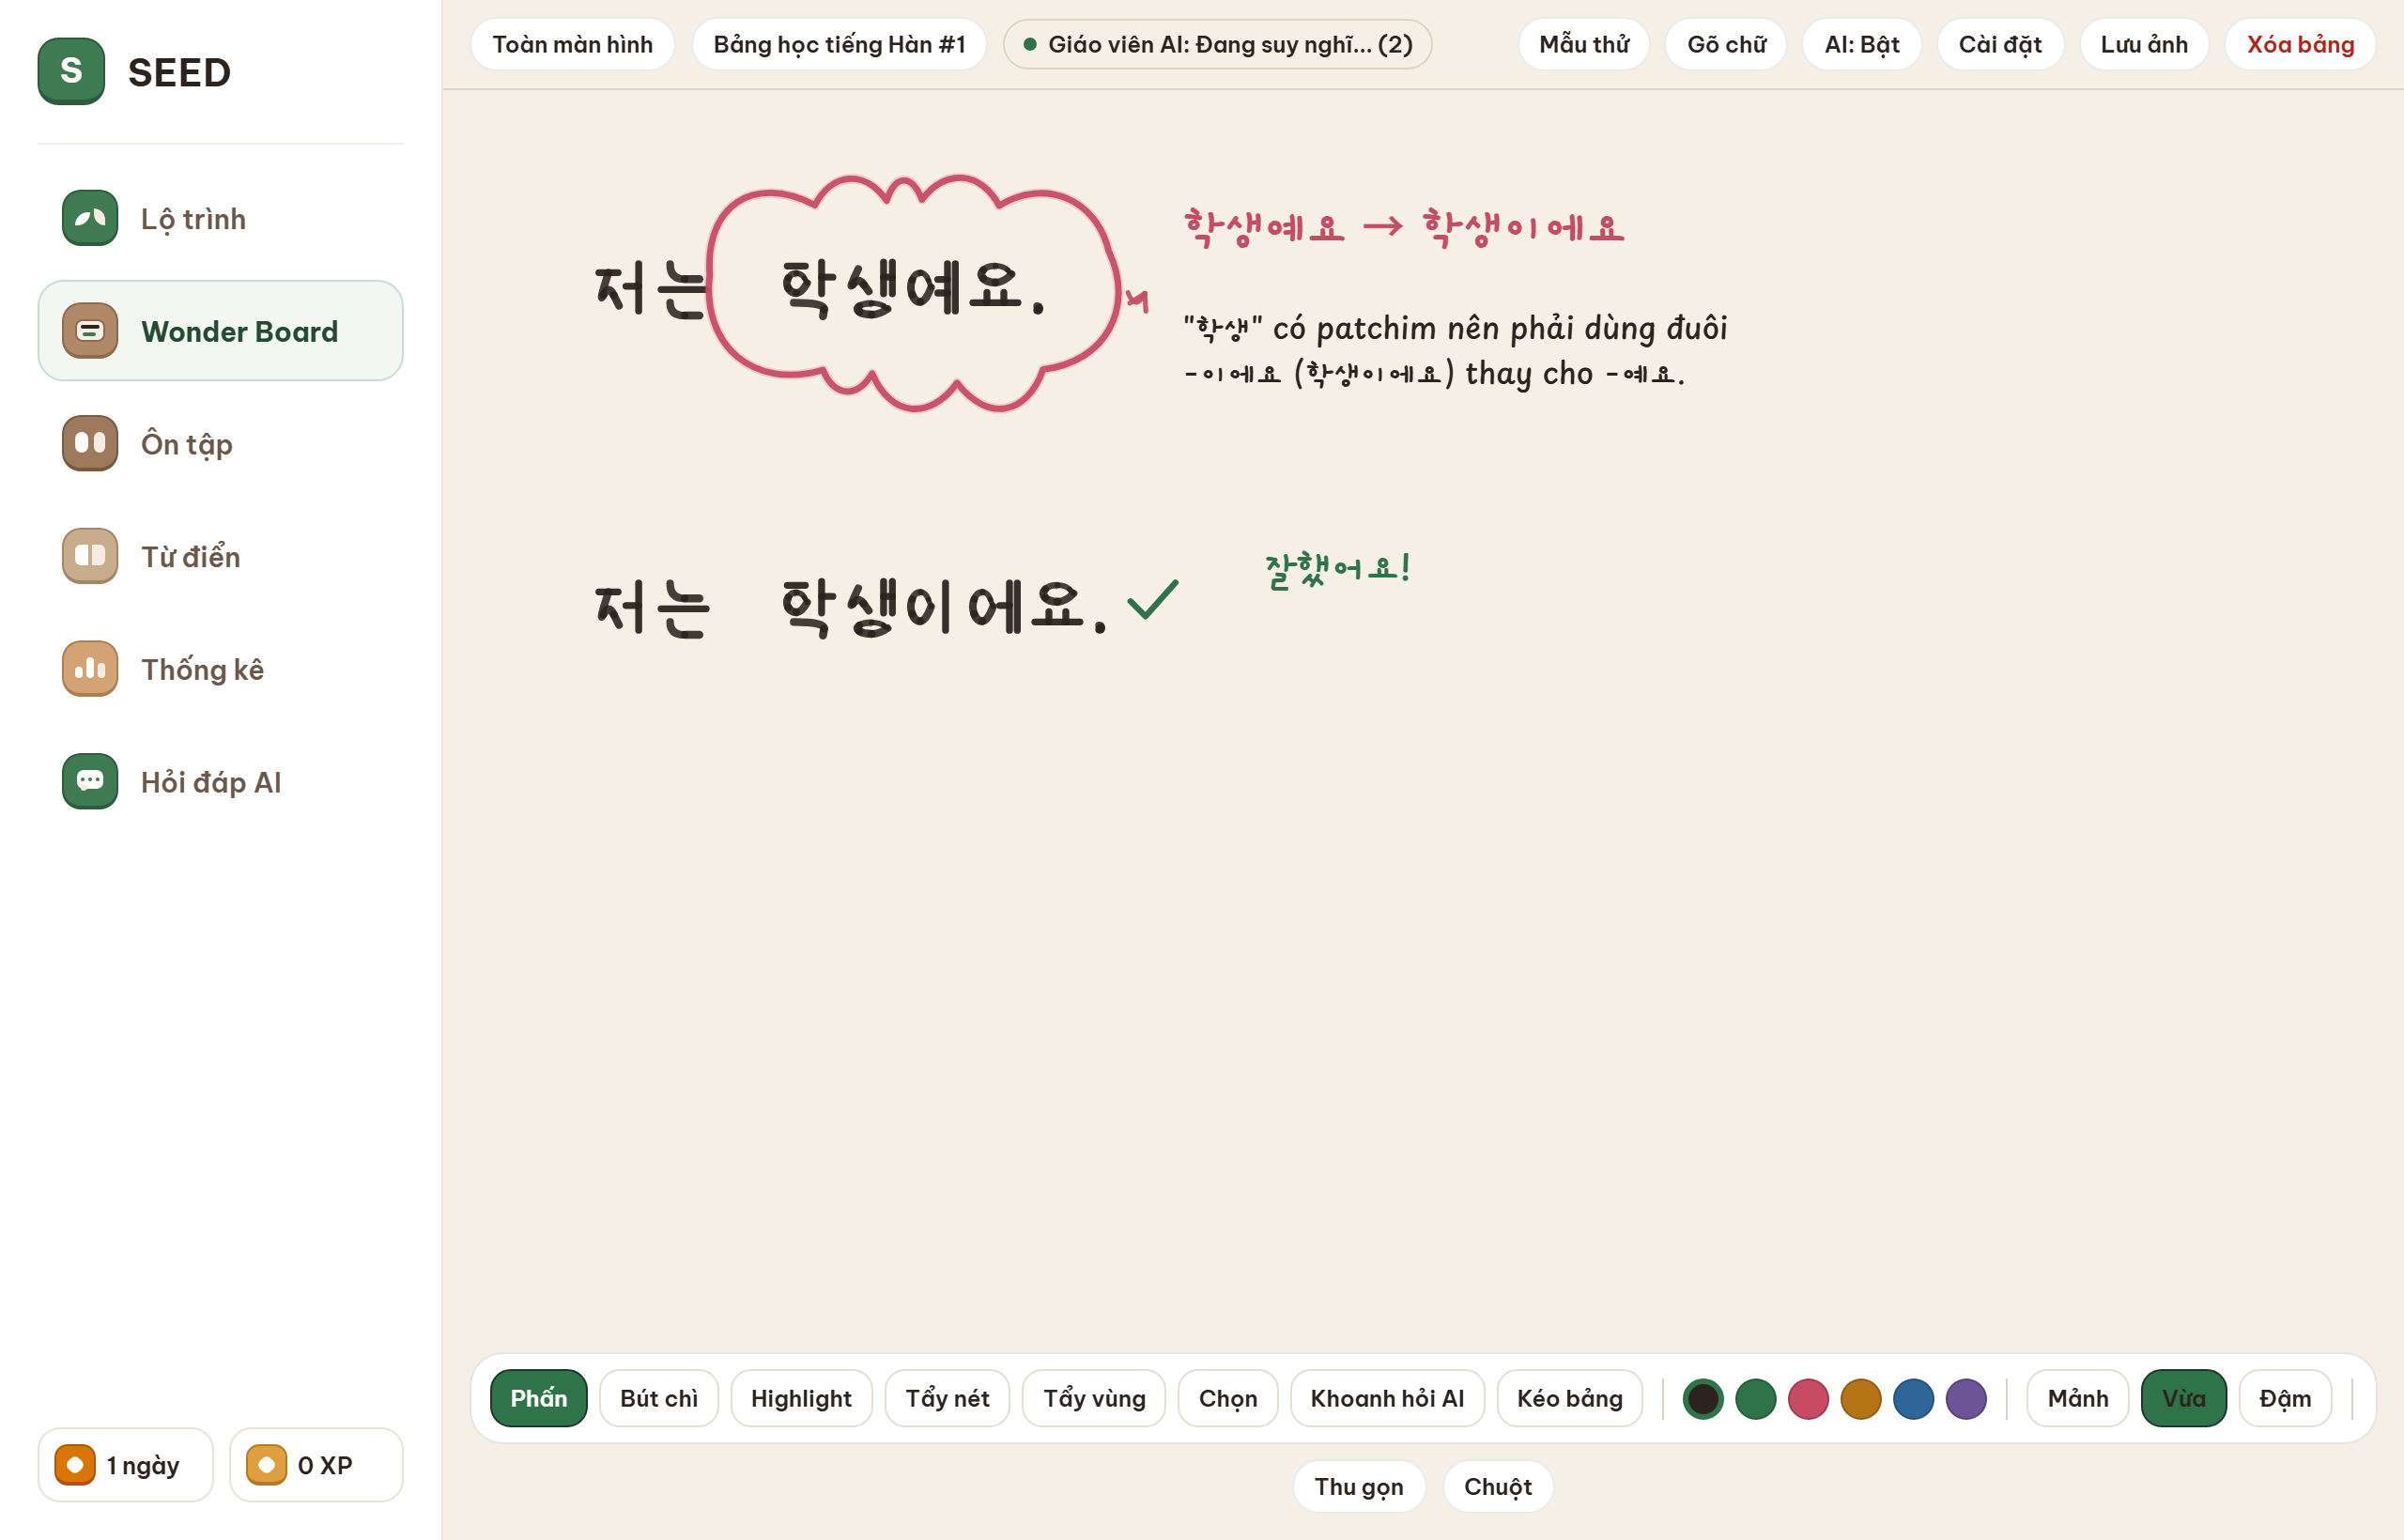 S SEED
Lộ trình
Wonder Board
Ôn tập
Từ điển
Thống kê
Hỏi đáp AI
1 ngày
0 XP
Toàn màn hình
Bảng học tiếng Hàn #1
Giáo viên AI: Đang suy nghĩ... (2)
Mẫu thử
Gõ chữ
AI: Bật
Cài đặt
Lưu ảnh
Xóa bảng
저는 학생예요.
학생예요 → 학생이에요
"학생" có patchim nên phải dùng đuôi
-이에요 (학생이에요) thay cho -예요.
저는 학생이에요.
잘했어요!
Phấn
Bút chì
Highlight
Tẩy nét
Tẩy vùng
Chọn
Khoanh hỏi AI
Kéo bảng
Mảnh
Vừa
Đậm
Thu gọn
Chuột